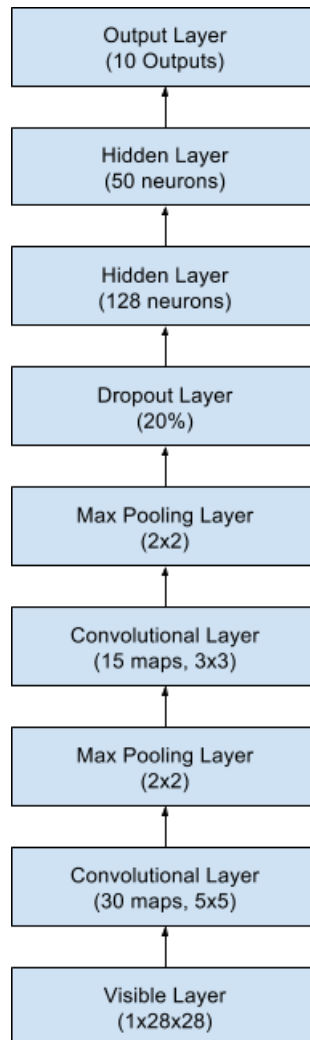 Output Layer
(10 Outputs)
Hidden Layer
(50 neurons)
Hidden Layer
(128 neurons)
Dropout Layer
(20%)
Max Pooling Layer
(2x2)
Convolutional Layer
(15 maps, 3x3)
Max Pooling Layer
(2x2)
Convolutional Layer
(30 maps, 5x5)
Visible Layer
(1x28x28)